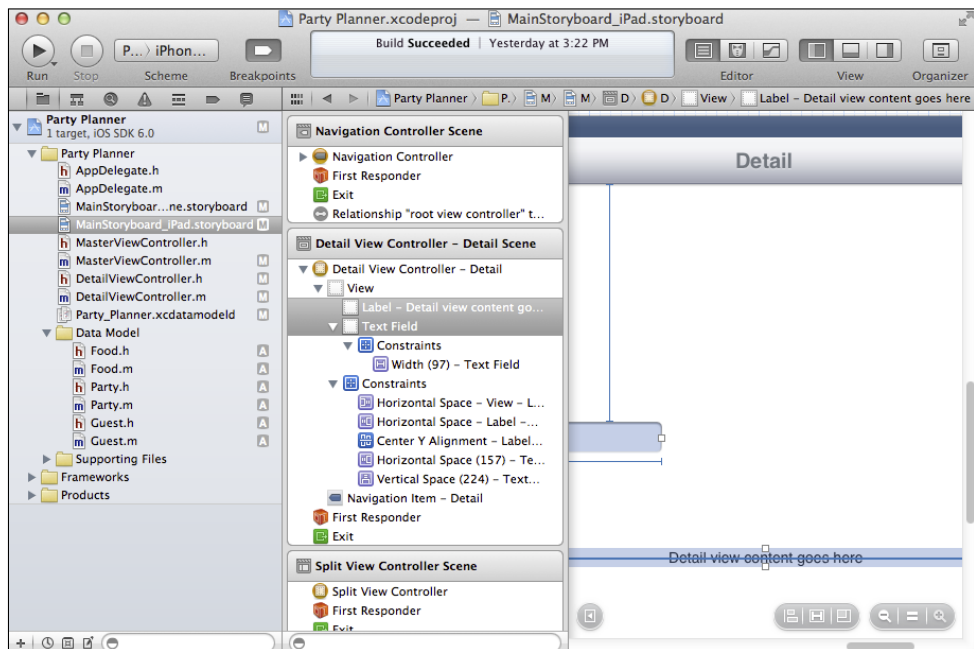 Party Planner.xcodeproj — MainStoryboard_iPad.storyboard
P...〉iPhon...
Build Succeeded | Yesterday at 3:22 PM
Run Stop Scheme Breakpoints Editor View Organizer
Party Planner 〉 P.〉 M〉 M〉 D〉 D〉 View 〉 Label – Detail view content goes here
Party Planner M
1 target, iOS SDK 6.0
Party Planner
h AppDelegate.h
m AppDelegate.m
MainStoryboar...ne.storyboard M
MainStoryboard_iPad.storyboard M
h MasterViewController.h
m MasterViewController.m M
h DetailViewController.h M
m DetailViewController.m M
Party_Planner.xcdatamodeld M
Data Model
h Food.h A
m Food.m A
h Party.h A
m Party.m A
h Guest.h A
m Guest.m A
Supporting Files
Frameworks
Products
Navigation Controller Scene
Navigation Controller
First Responder
Exit
Relationship "root view controller" t...
Detail View Controller – Detail Scene
Detail View Controller – Detail
View
Label – Detail view content go...
Text Field
Constraints
Width (97) – Text Field
Constraints
Horizontal Space – View – L...
Horizontal Space – Label –...
Center Y Alignment – Label...
Horizontal Space (157) – Te...
Vertical Space (224) – Text...
Navigation Item – Detail
First Responder
Exit
Split View Controller Scene
Split View Controller
First Responder
Exit
Detail
Detail view content goes here